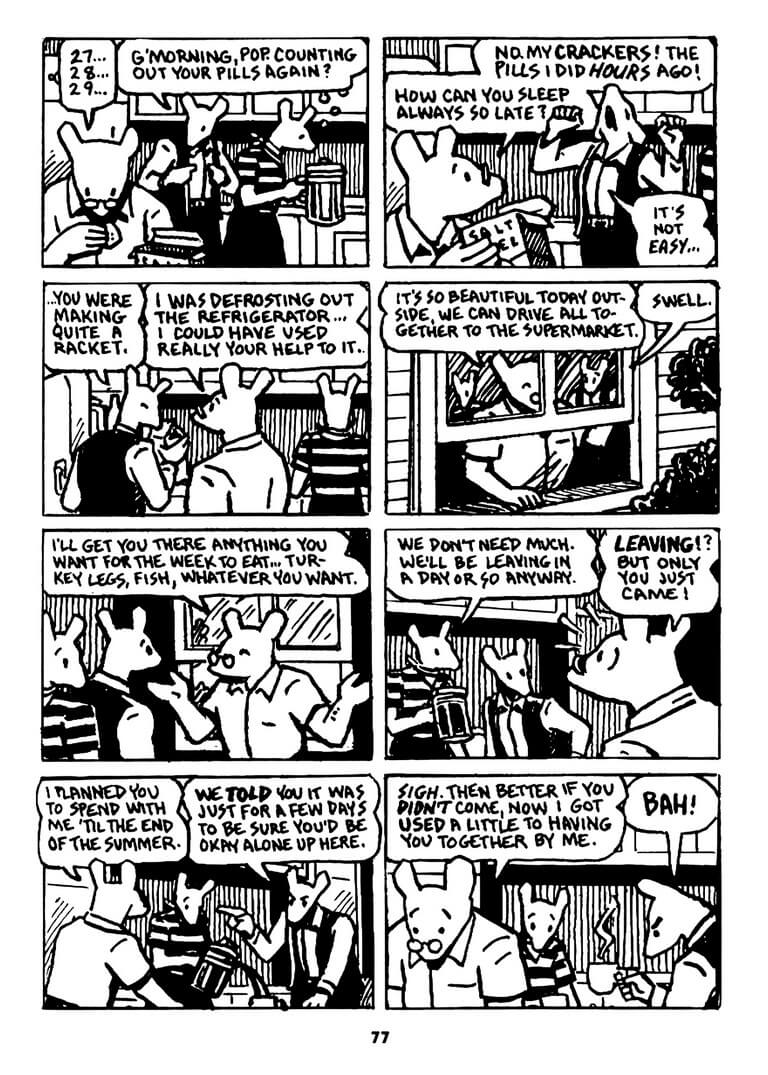 27...
28...
29...
G'MORNING, POP. COUNTING
OUT YOUR PILLS AGAIN?
NO. MY CRACKERS! THE
PILLS I DID HOURS AGO!
HOW CAN YOU SLEEP
ALWAYS SO LATE?
SALT
EL
IT'S
NOT
EASY...
...YOU WERE
MAKING
QUITE A
RACKET.
I WAS DEFROSTING OUT
THE REFRIGERATOR...
I COULD HAVE USED
REALLY YOUR HELP TO IT..
IT'S SO BEAUTIFUL TODAY OUT-
SIDE, WE CAN DRIVE ALL TO-
GETHER TO THE SUPERMARKET.
SWELL.
I'LL GET YOU THERE ANYTHING YOU
WANT FOR THE WEEK TO EAT... TUR-
KEY LEGS, FISH, WHATEVER YOU WANT.
WE DON'T NEED MUCH.
WE'LL BE LEAVING IN
A DAY OR SO ANYWAY.
LEAVING!?
BUT ONLY
YOU JUST
CAME!
I PLANNED YOU
TO SPEND WITH
ME 'TIL THE END
OF THE SUMMER.
WE TOLD YOU IT WAS
JUST FOR A FEW DAYS
TO BE SURE YOU'D BE
OKAY ALONE UP HERE.
SIGH. THEN BETTER IF YOU
DIDN'T COME, NOW I GOT
USED A LITTLE TO HAVING
YOU TOGETHER BY ME.
BAH!
77